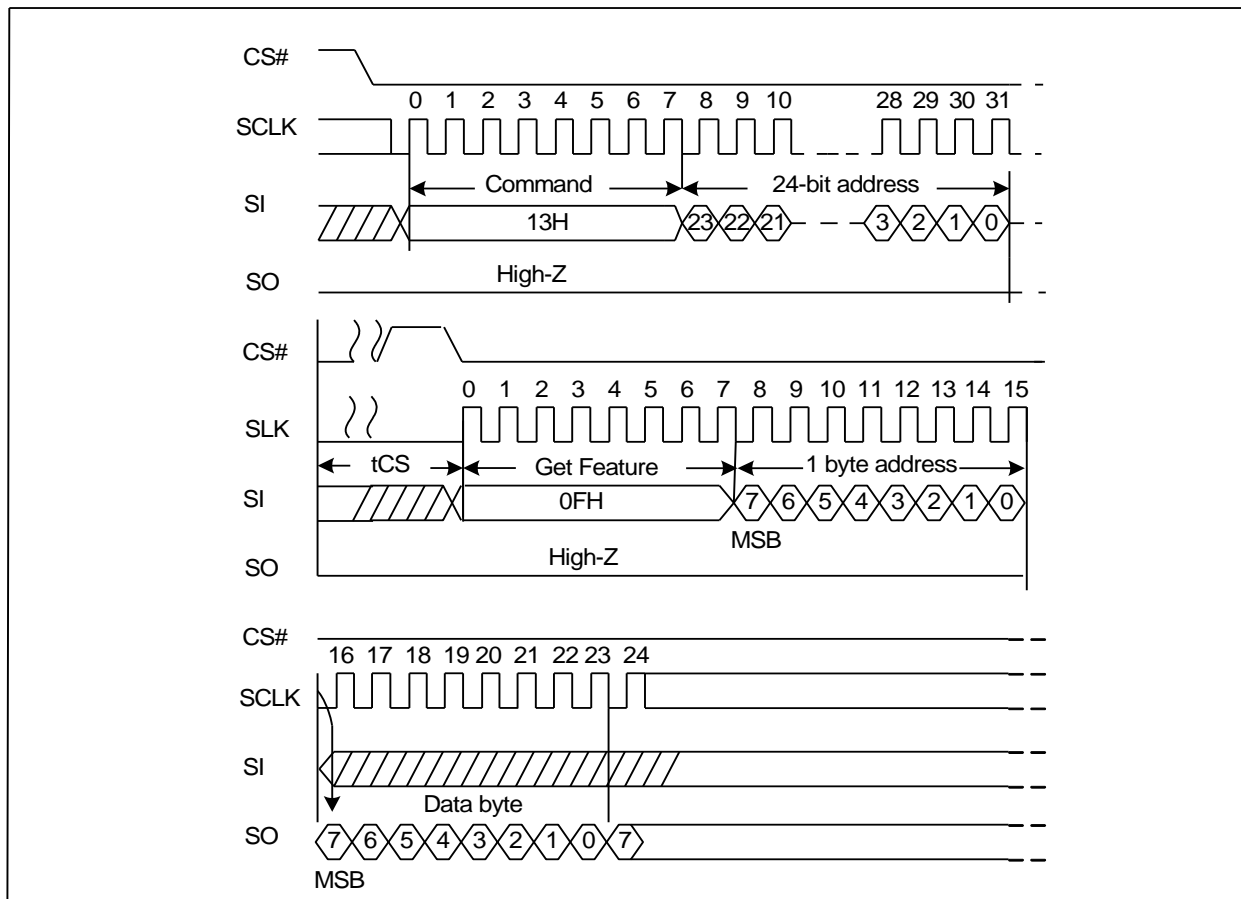 CS#
0 1 2 3 4 5 6 7 8 9 10 28 29 30 31
SCLK
Command 24-bit address
SI
13H 23 22 21 3 2 1 0
High-Z
SO
CS#
0 1 2 3 4 5 6 7 8 9 10 11 12 13 14 15
SLK
tCS Get Feature 1 byte address
SI
0FH 7 6 5 4 3 2 1 0
MSB
High-Z
SO
CS#
16 17 18 19 20 21 22 23 24
SCLK
SI
Data byte
SO 7 6 5 4 3 2 1 0 7
MSB